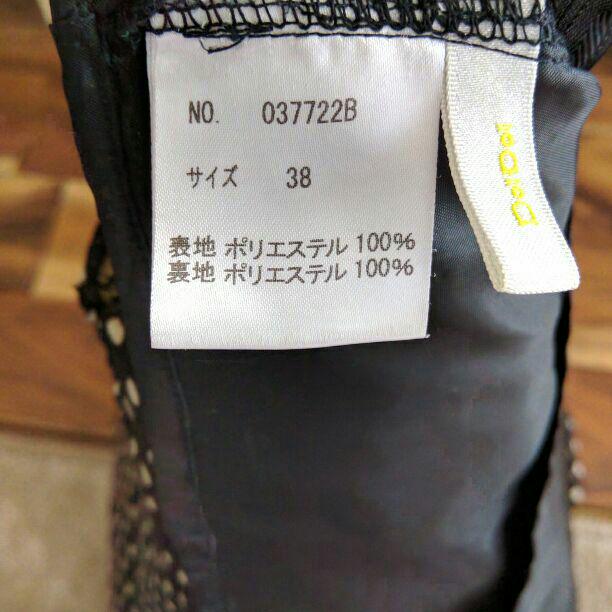 NO. 037722B
サイズ 38
表地 ポリエステル 100%
裏地 ポリエステル 100%